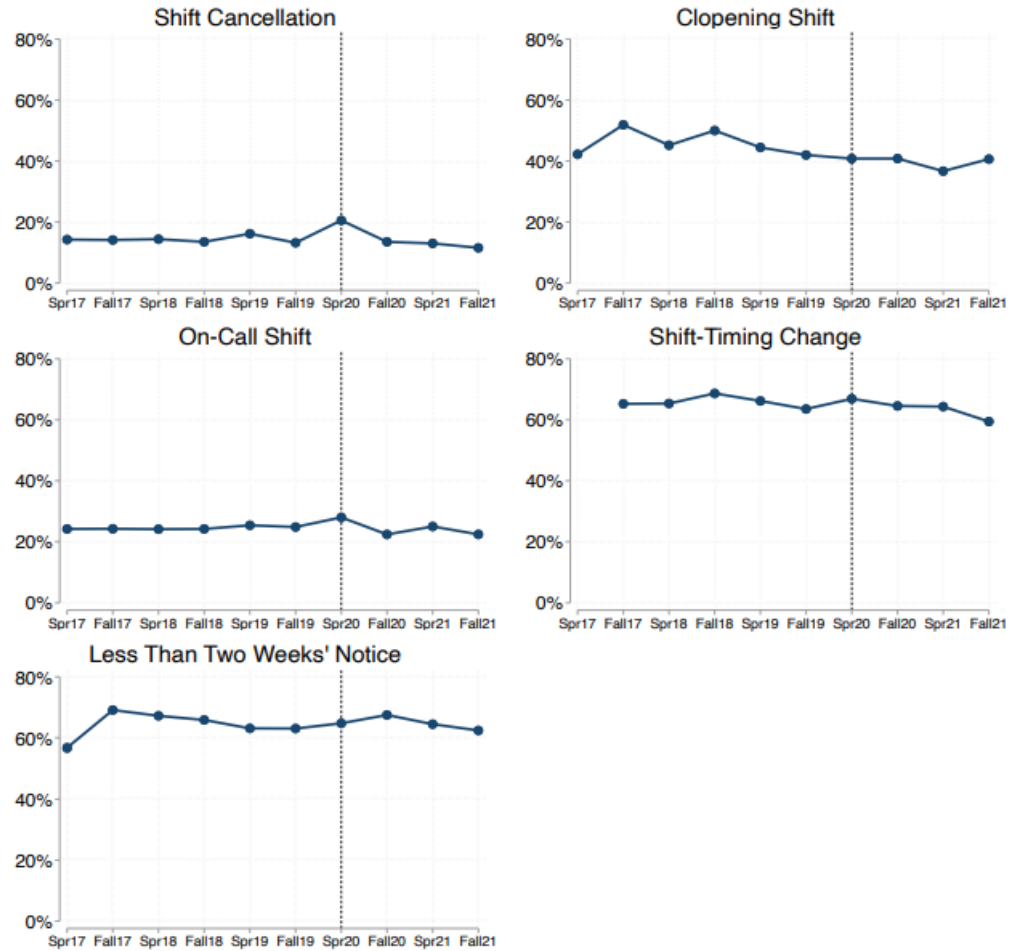 Shift Cancellation
80%
60%
40%
20%
0%
Spr17 Fall17 Spr18 Fall18 Spr19 Fall19 Spr20 Fall20 Spr21 Fall21
Clopening Shift
80%
60%
40%
20%
0%
Spr17 Fall17 Spr18 Fall18 Spr19 Fall19 Spr20 Fall20 Spr21 Fall21
On-Call Shift
80%
60%
40%
20%
0%
Spr17 Fall17 Spr18 Fall18 Spr19 Fall19 Spr20 Fall20 Spr21 Fall21
Shift-Timing Change
80%
60%
40%
20%
0%
Spr17 Fall17 Spr18 Fall18 Spr19 Fall19 Spr20 Fall20 Spr21 Fall21
Less Than Two Weeks' Notice
80%
60%
40%
20%
0%
Spr17 Fall17 Spr18 Fall18 Spr19 Fall19 Spr20 Fall20 Spr21 Fall21